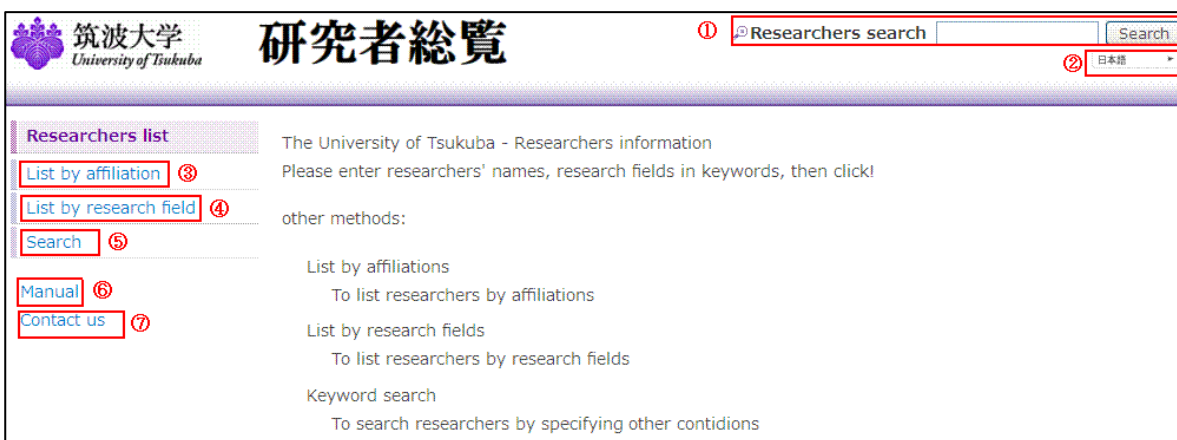 筑波大学
University of Tsukuba
研究者総覧
① Researchers search Search
② 日本語
Researchers list
List by affiliation ③
List by research field ④
Search ⑤
Manual ⑥
Contact us ⑦
The University of Tsukuba - Researchers information
Please enter researchers' names, research fields in keywords, then click!
other methods:
List by affiliations
To list researchers by affiliations
List by research fields
To list researchers by research fields
Keyword search
To search researchers by specifying other contidions